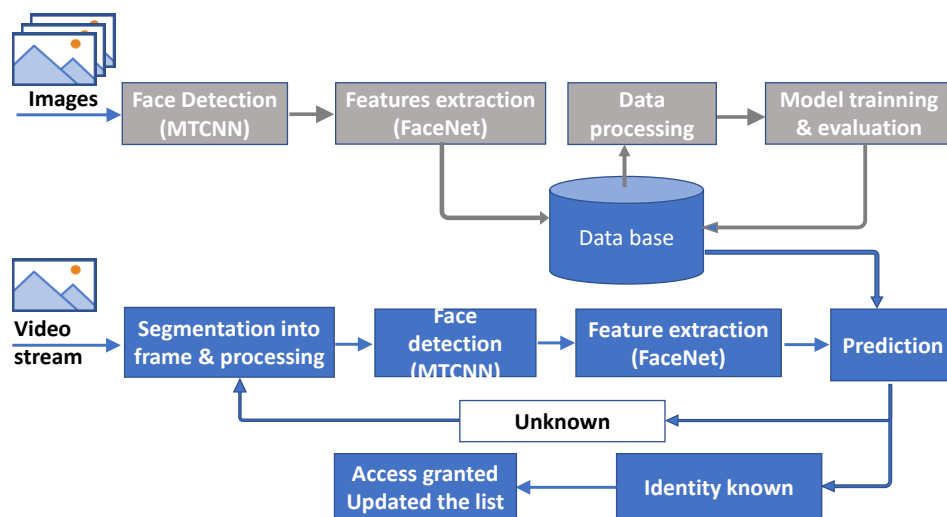 Images
Face Detection
(MTCNN)
Features extraction
(FaceNet)
Data
processing
Model trainning
& evaluation
Data base
Video
stream
Segmentation into
frame & processing
Face
detection
(MTCNN)
Feature extraction
(FaceNet)
Prediction
Unknown
Access granted
Updated the list
Identity known